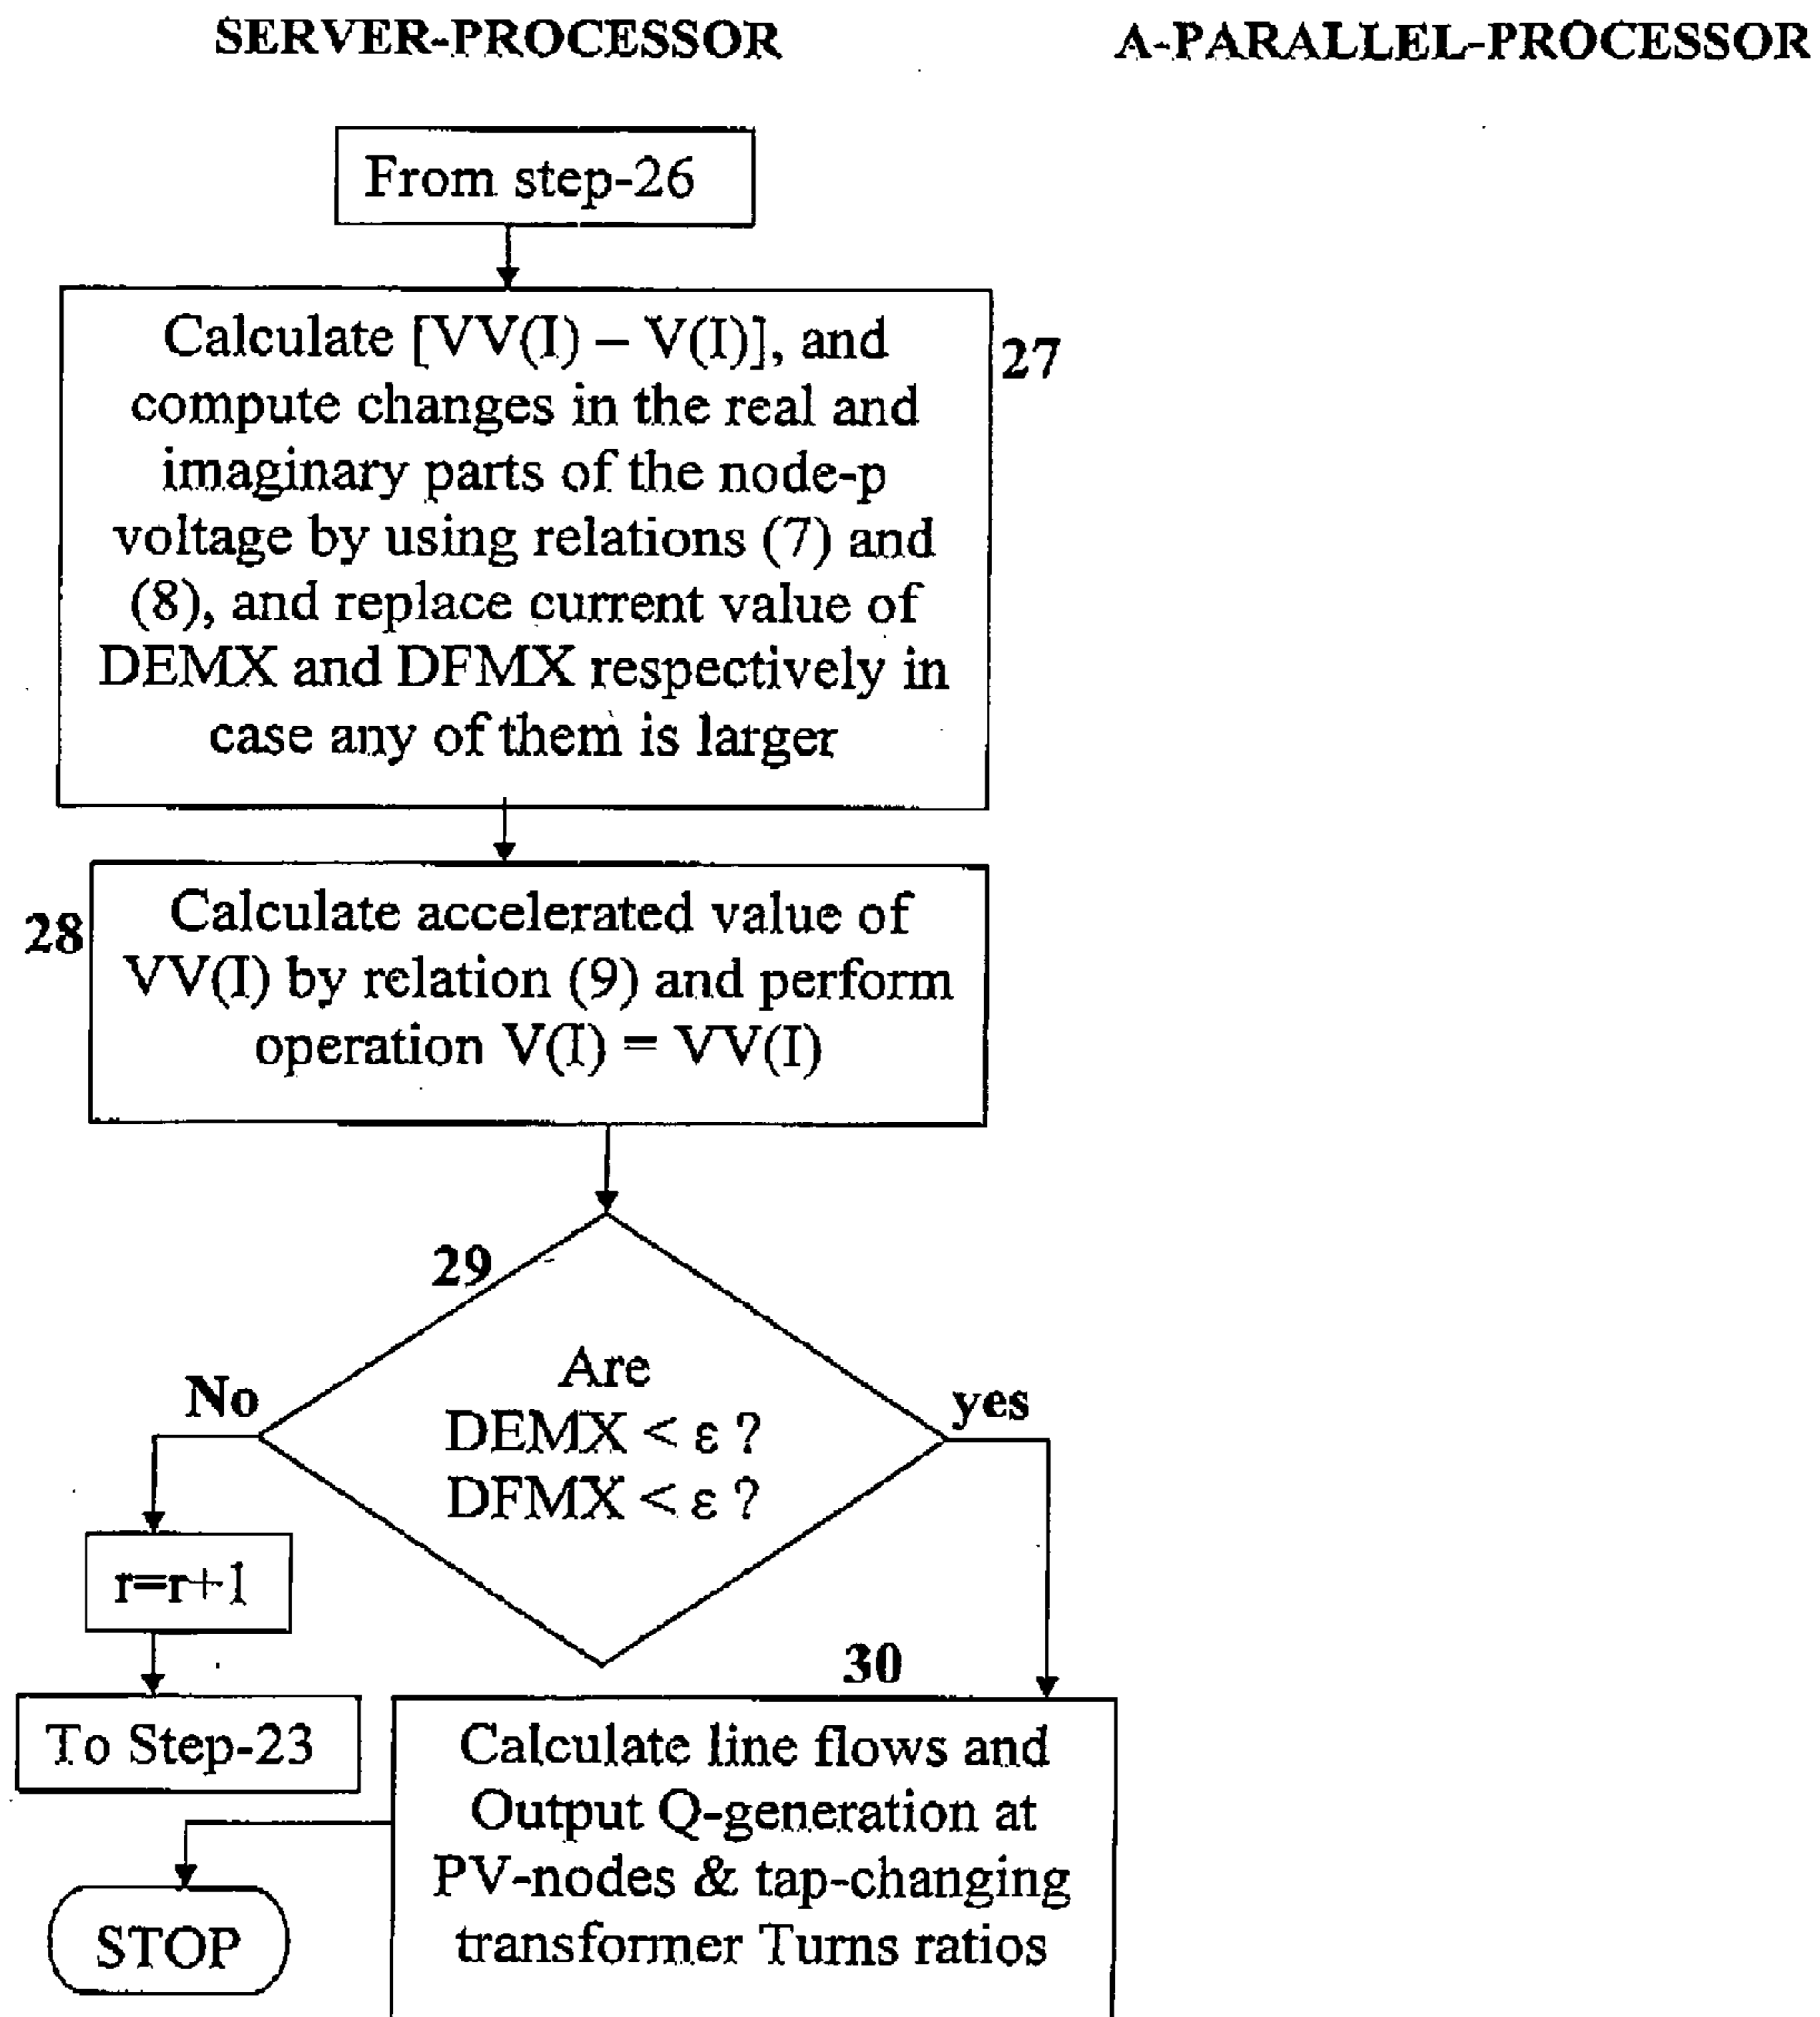 SERVER-PROCESSOR
A-PARALLEL-PROCESSOR
From step-26
Calculate [VV(I) – V(I)], and
compute changes in the real and
imaginary parts of the node-p
voltage by using relations (7) and
(8), and replace current value of
DEMX and DFMX respectively in
case any of them is larger
27
28
Calculate accelerated value of
VV(I) by relation (9) and perform
operation V(I) = VV(I)
29
Are
DEMX < ε ?
DFMX < ε ?
No
yes
r=r+1
To Step-23
30
Calculate line flows and
Output Q-generation at
PV-nodes & tap-changing
transformer Turns ratios
STOP